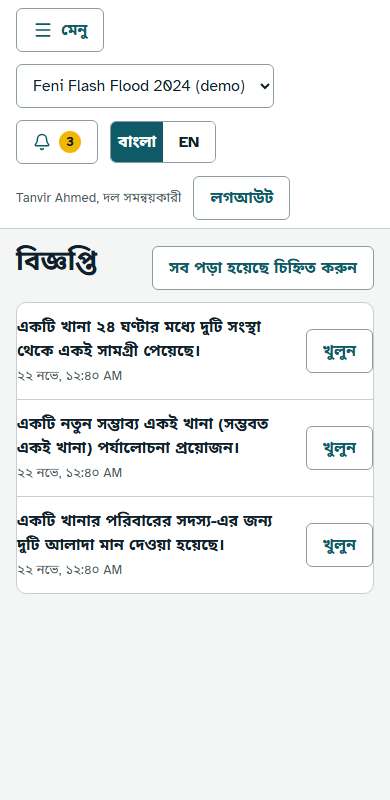 মেনু
Feni Flash Flood 2024 (demo)
3
বাংলা
EN
Tanvir Ahmed, দল সমন্বয়কারী
লগআউট
বিজ্ঞপ্তি
সব পড়া হয়েছে চিহ্নিত করুন
একটি খানা ২৪ ঘণ্টার মধ্যে দুটি সংস্থা
থেকে একই সামগ্রী পেয়েছে।
২২ নভে, ১২:৪০ AM
খুলুন
একটি নতুন সম্ভাব্য একই খানা (সম্ভবত
একই খানা) পর্যালোচনা প্রয়োজন।
২২ নভে, ১২:৪০ AM
খুলুন
একটি খানার পরিবারের সদস্য-এর জন্য
দুটি আলাদা মান দেওয়া হয়েছে।
২২ নভে, ১২:৪০ AM
খুলুন